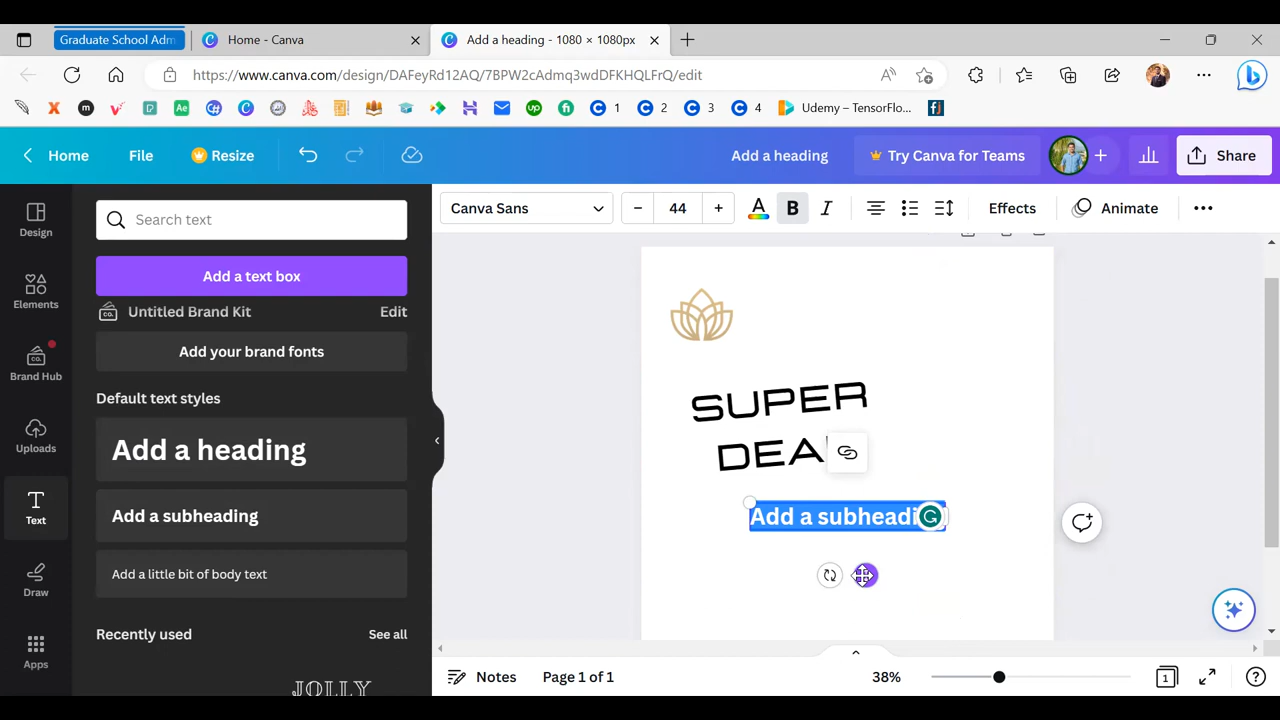 Graduate School Adm
Home - Canva
Add a heading - 1080 × 1080px
https://www.canva.com/design/DAFeyRd12AQ/7BPW2cAdmq3wdDFKHQLFrQ/edit
1
2
3
4
Udemy – TensorFlo...
Home
File
Resize
Add a heading
Try Canva for Teams
Share
Design
Elements
Brand Hub
Uploads
Text
Draw
Apps
Search text
Add a text box
Untitled Brand Kit
Edit
Add your brand fonts
Default text styles
Add a heading
Add a subheading
Add a little bit of body text
Recently used
See all
JOLLY
Canva Sans
44
B
I
Effects
Animate
SUPER
DEA
Add a subheadi
Notes
Page 1 of 1
38%
1